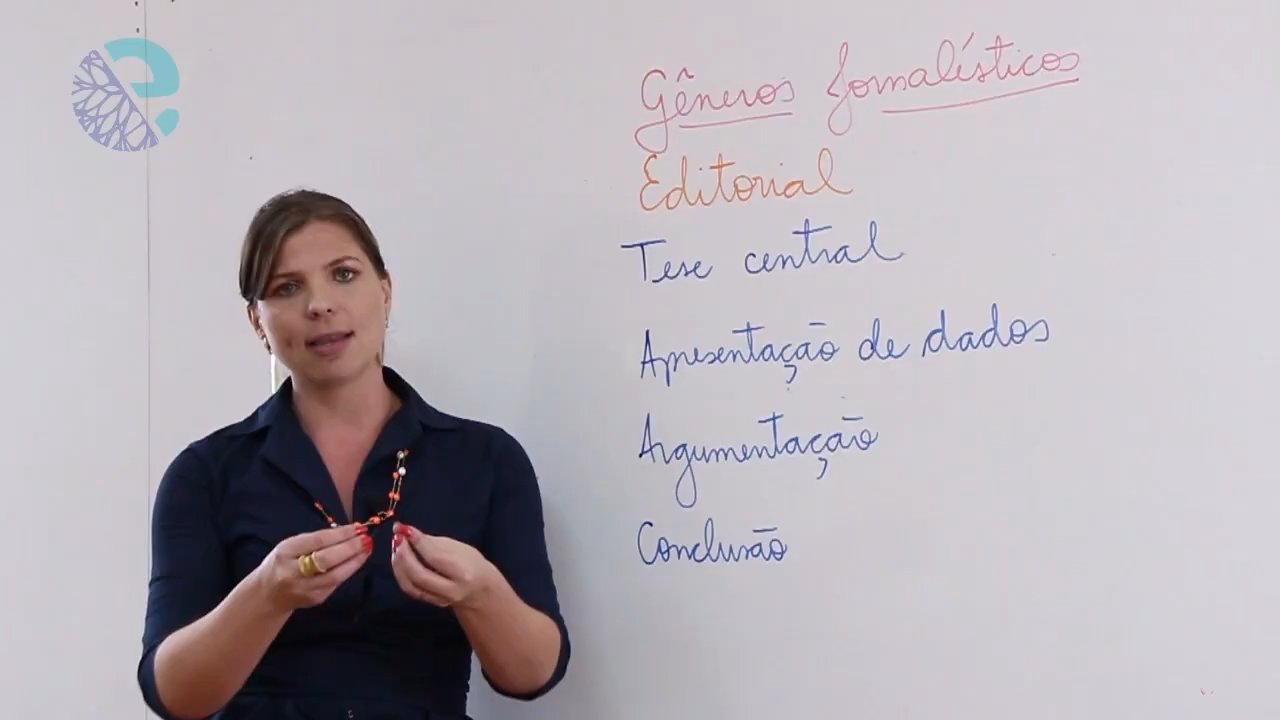 Gêneros Jornalísticos
Editorial
Tese central
Apresentação de dados
Argumentação
Conclusão